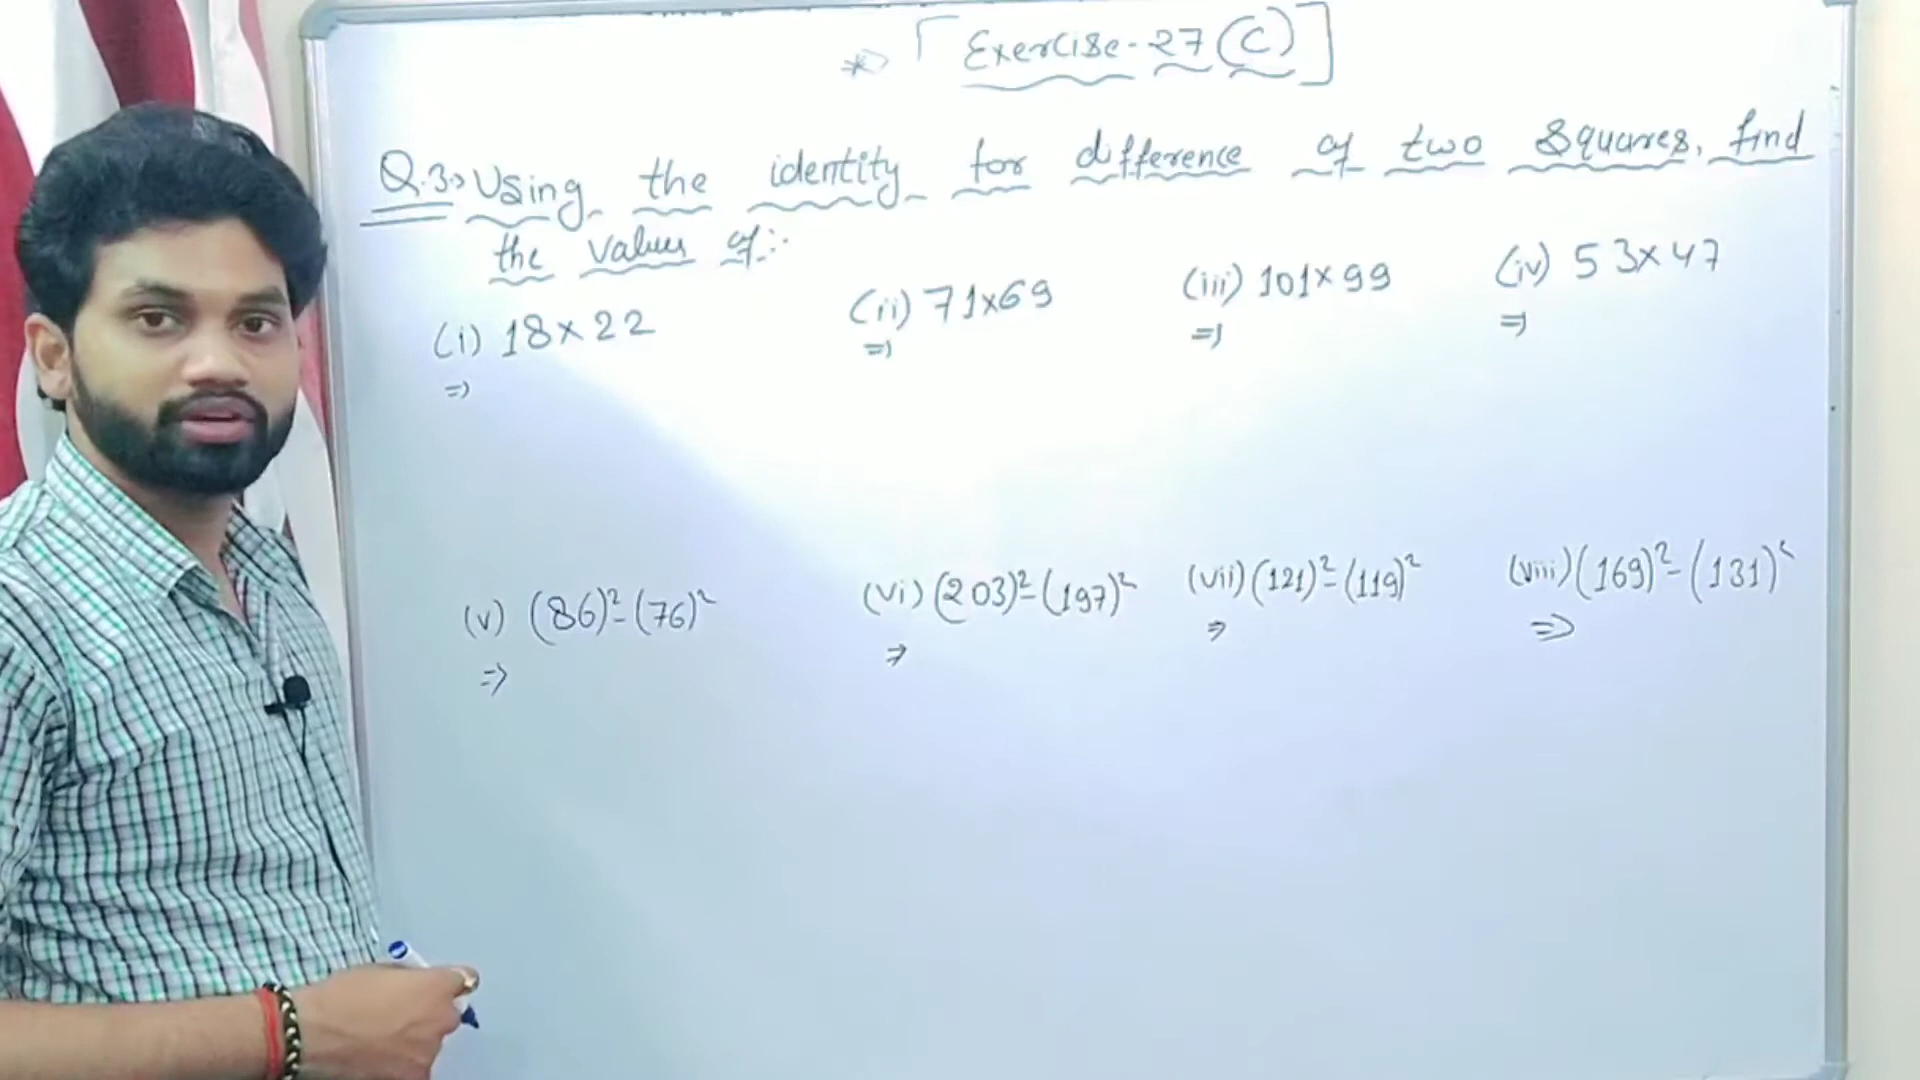 * [Exercise-27(C)]
Q.3. Using the identity for difference of two squares, find
the values of :-
(i) 18×22 (ii) 71×69 (iii) 101×99 (iv) 53×47
⇒ ⇒ ⇒ ⇒
(v) (86)²-(76)² (vi) (203)²-(197)² (vii) (121)²-(119)² (viii) (169)²-(131)²
⇒ ⇒ ⇒ ⇒